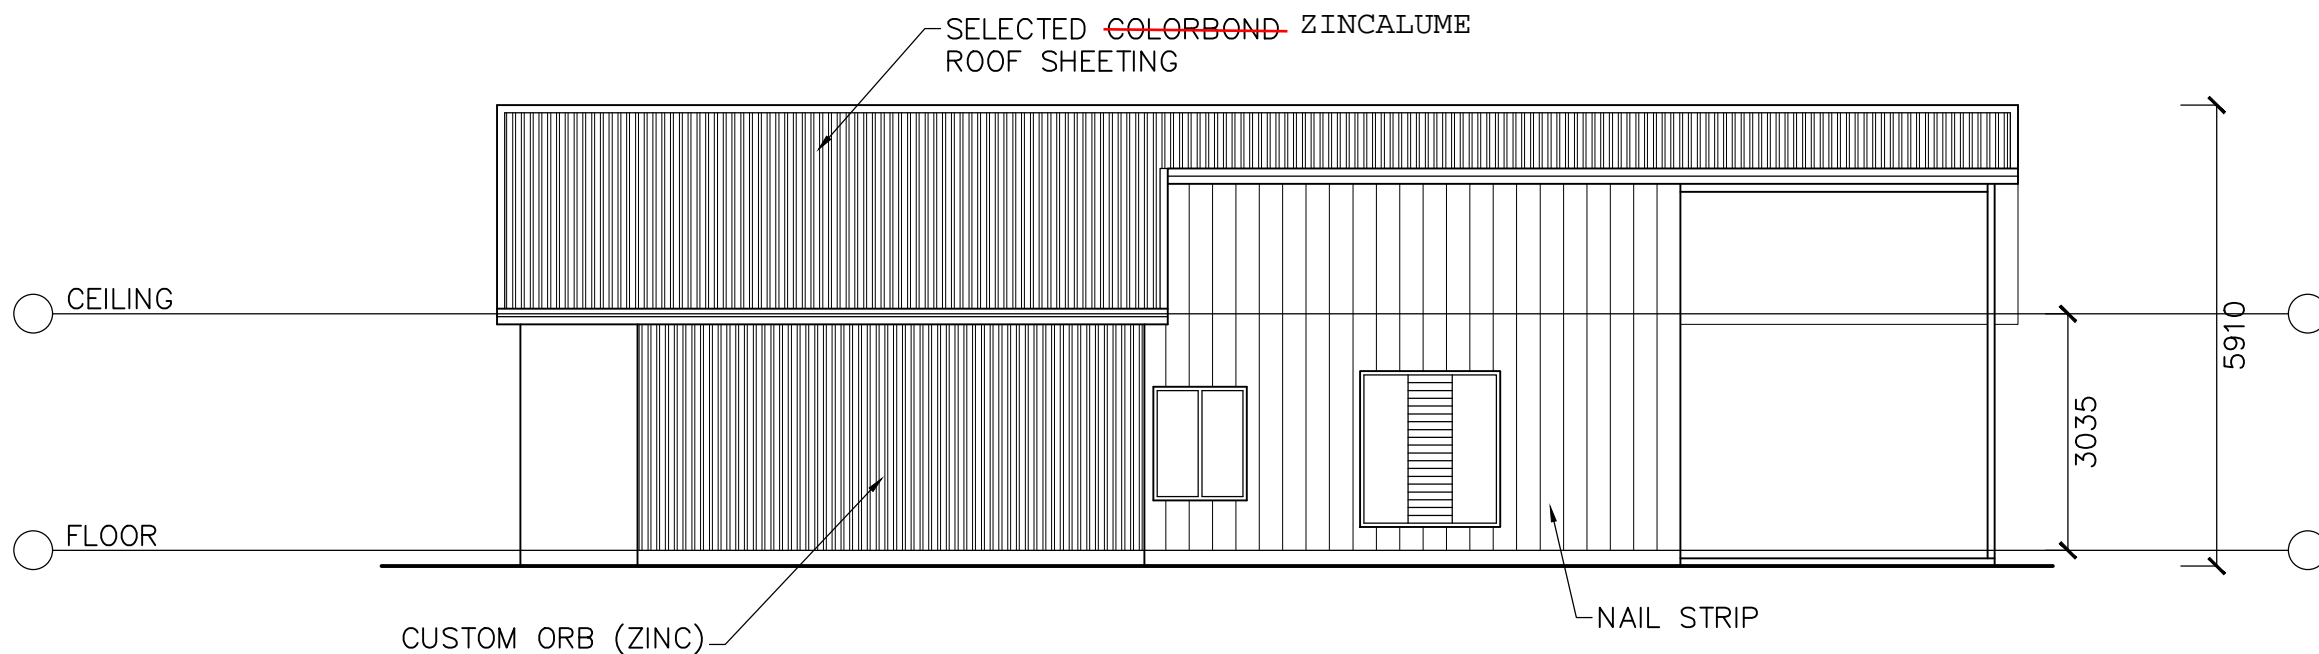 SELECTED COLORBOND ZINCALUME
ROOF SHEETING
CEILING
5910
3035
FLOOR
NAIL STRIP
CUSTOM ORB (ZINC)